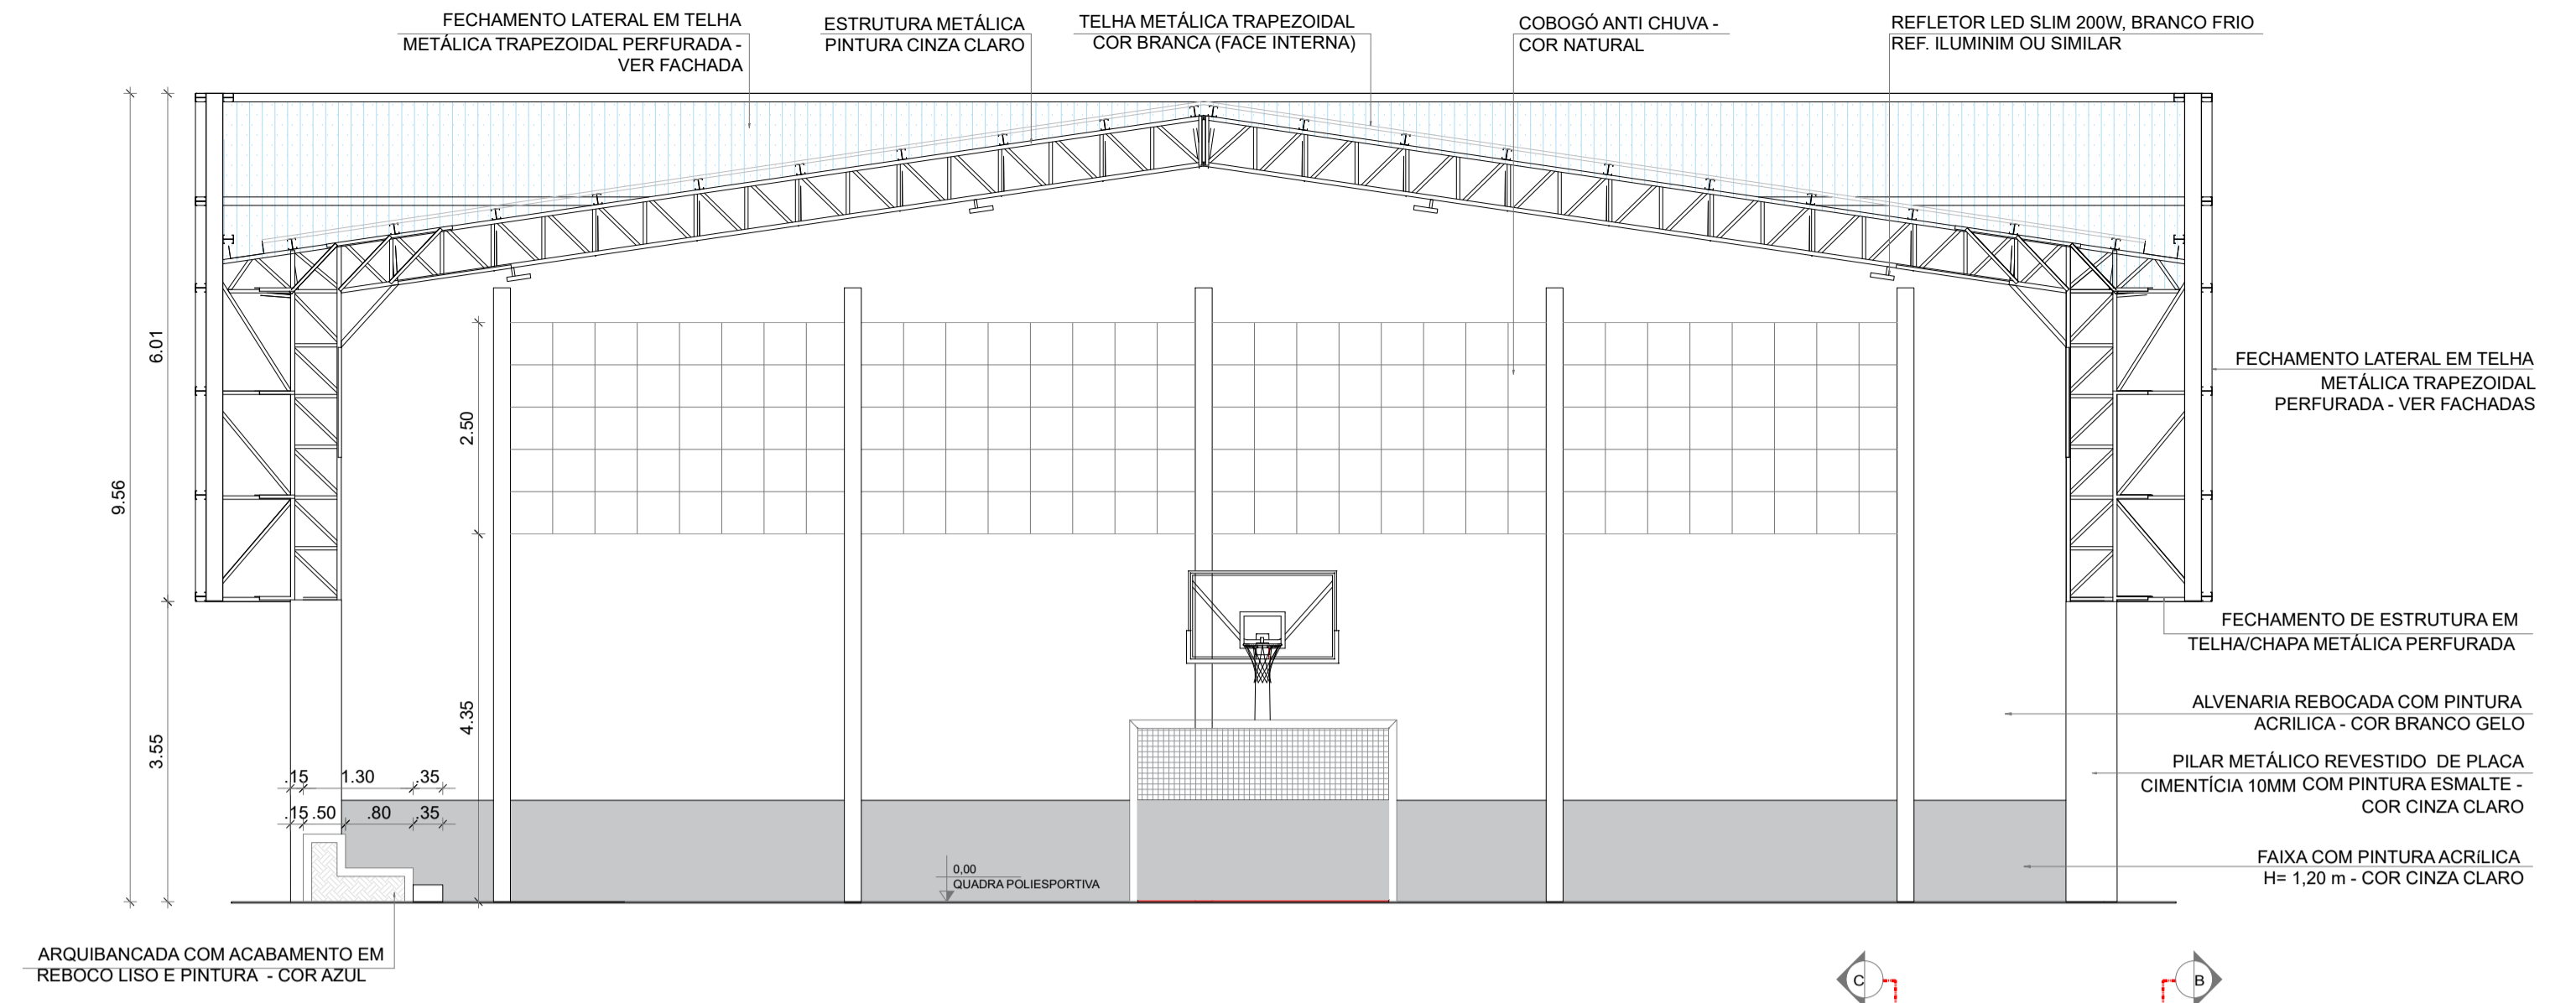 FECHAMENTO LATERAL EM TELHA
METÁLICA TRAPEZOIDAL PERFURADA -
VER FACHADA
ESTRUTURA METÁLICA
PINTURA CINZA CLARO
TELHA METÁLICA TRAPEZOIDAL
COR BRANCA (FACE INTERNA)
COBOGÓ ANTI CHUVA -
COR NATURAL
REFLETOR LED SLIM 200W, BRANCO FRIO
REF. ILUMINIM OU SIMILAR
9.56
6.01
3.55
2.50
4.35
.15
1.30
.35
.15
.50
.80
.35
FECHAMENTO LATERAL EM TELHA
METÁLICA TRAPEZOIDAL
PERFURADA - VER FACHADAS
FECHAMENTO DE ESTRUTURA EM
TELHA/CHAPA METÁLICA PERFURADA
ALVENARIA REBOCADA COM PINTURA
ACRILICA - COR BRANCO GELO
PILAR METÁLICO REVESTIDO DE PLACA
CIMENTÍCIA 10MM COM PINTURA ESMALTE -
COR CINZA CLARO
FAIXA COM PINTURA ACRÍLICA
H= 1,20 m - COR CINZA CLARO
0,00
QUADRA POLIESPORTIVA
ARQUIBANCADA COM ACABAMENTO EM
REBOCO LISO E PINTURA - COR AZUL
C
B